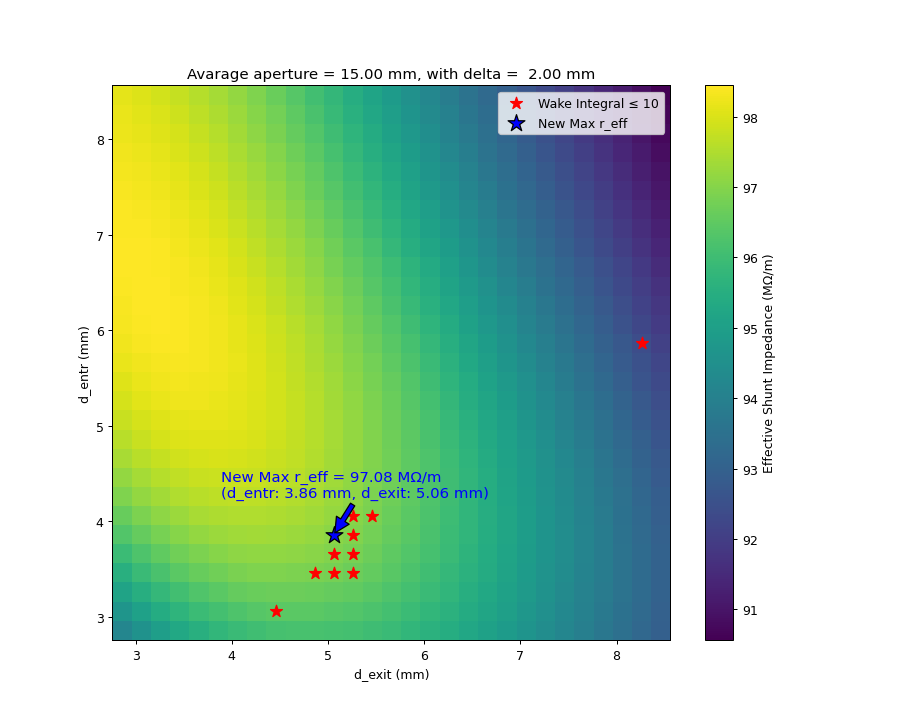 Avarage aperture = 15.00 mm, with delta =  2.00 mm
Wake Integral ≤ 10
New Max r_eff
New Max r_eff = 97.08 MΩ/m
(d_entr: 3.86 mm, d_exit: 5.06 mm)
d_entr (mm)
8
7
6
5
4
3
3 4 5 6 7 8
d_exit (mm)
98
97
96
95
94
93
92
91
Effective Shunt Impedance (MΩ/m)